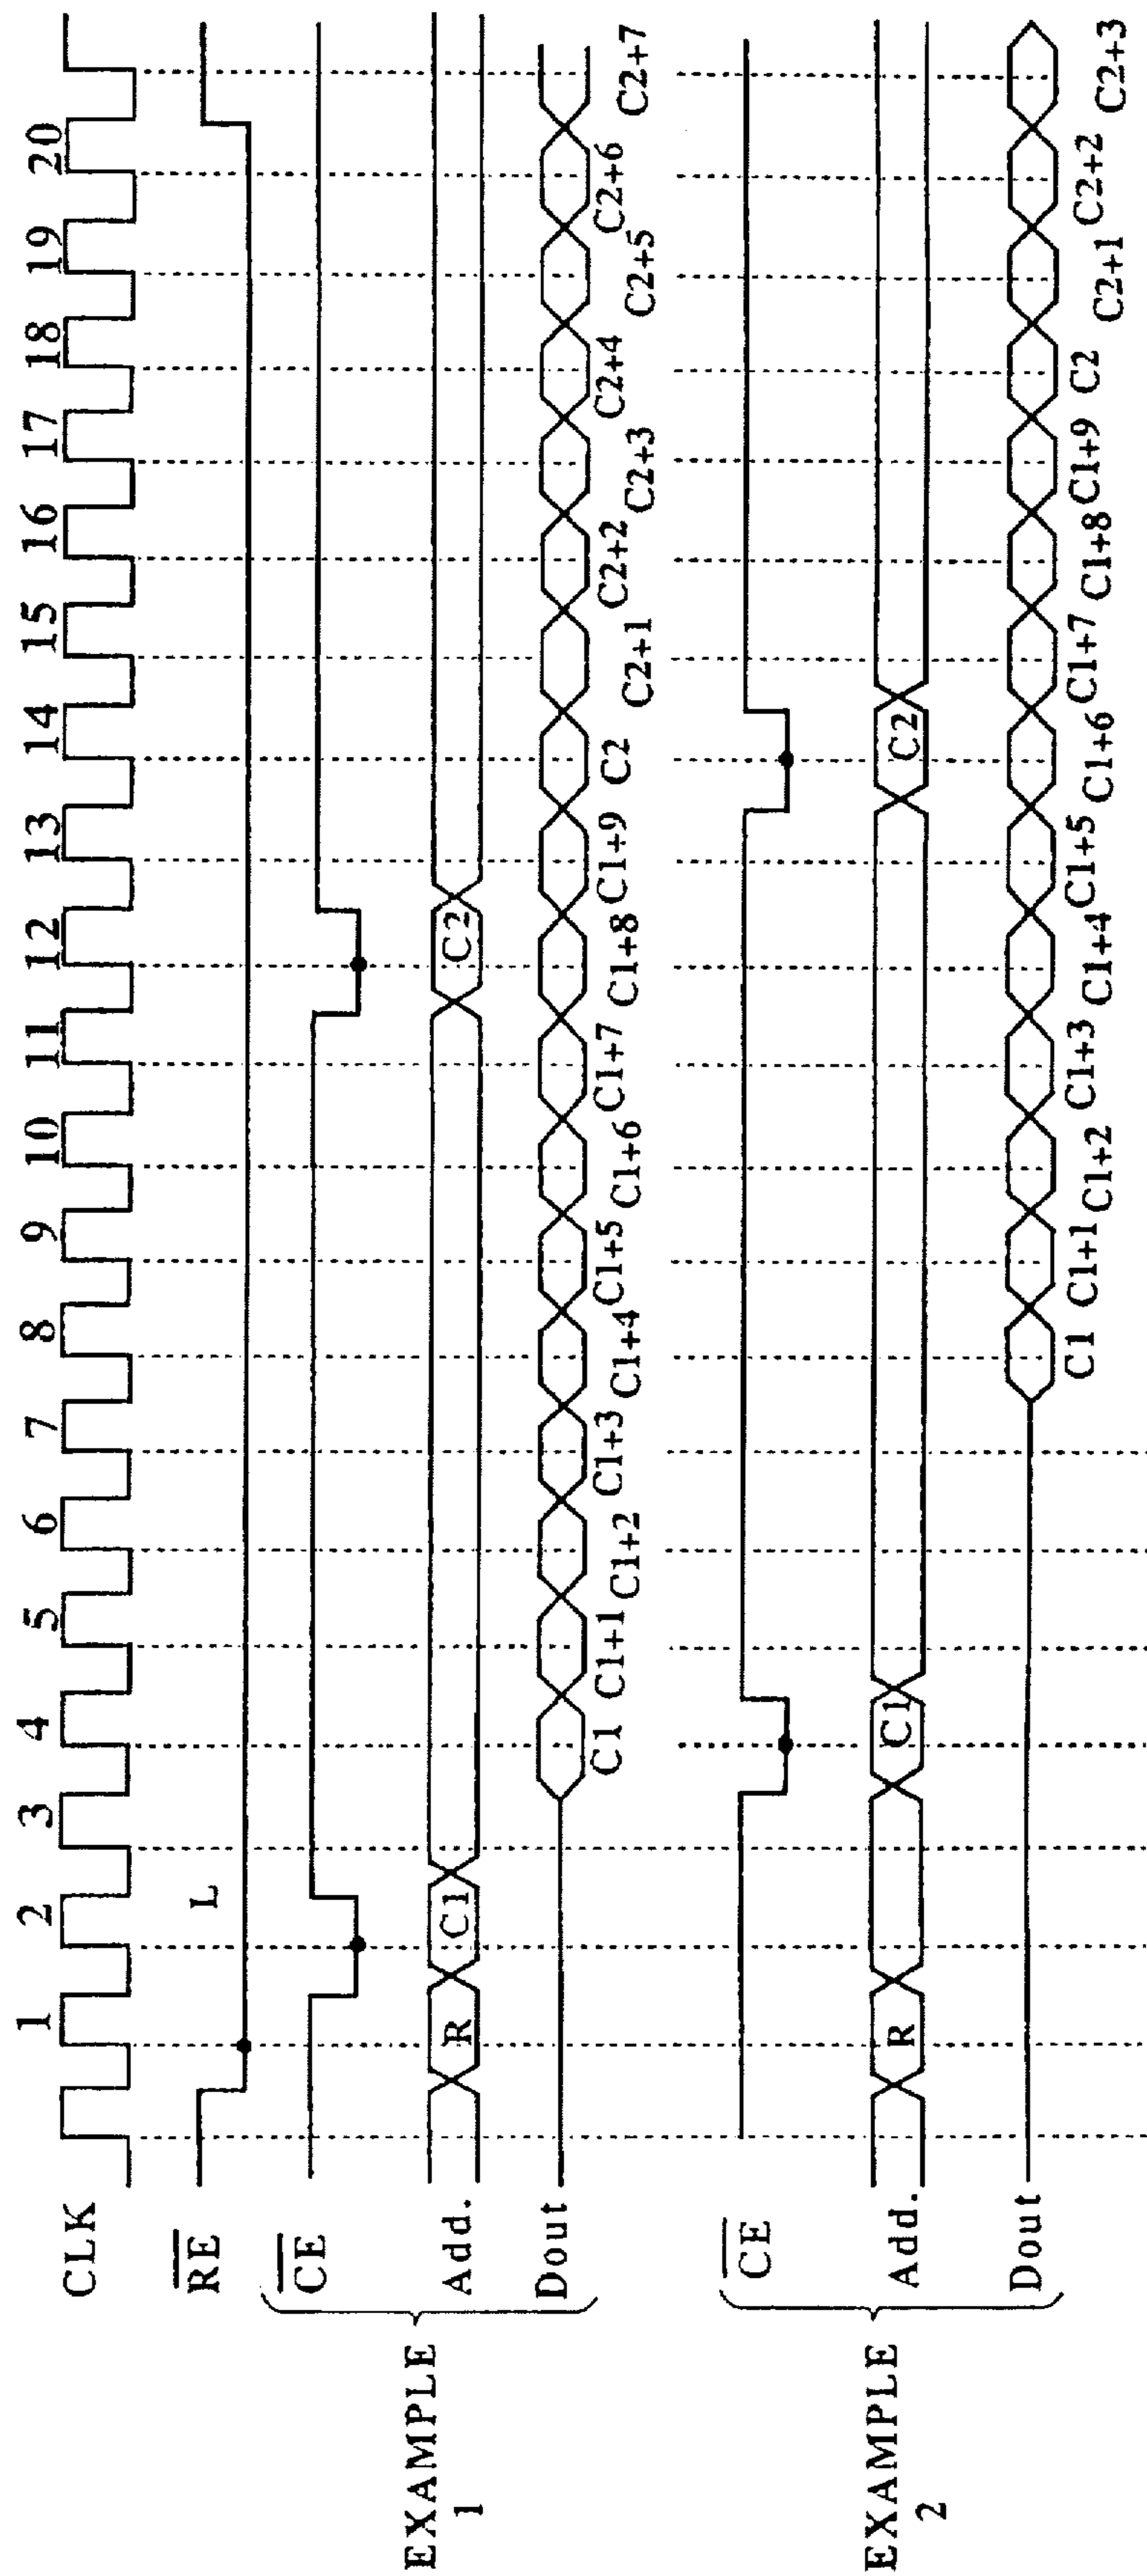 CLK 1 2 3 4 5 6 7 8 9 10 11 12 13 14 15 16 17 18 19 20
RE L
EXAMPLE 1
CE
Add. R C1 C2
Dout C1 C1+1 C1+2 C1+3 C1+4 C1+5 C1+6 C1+7 C1+8 C1+9 C2 C2+1 C2+2 C2+3 C2+4 C2+5 C2+6 C2+7
EXAMPLE 2
CE
Add. R C1 C2
Dout C1 C1+1 C1+2 C1+3 C1+4 C1+5 C1+6 C1+7 C1+8 C1+9 C2 C2+1 C2+2 C2+3